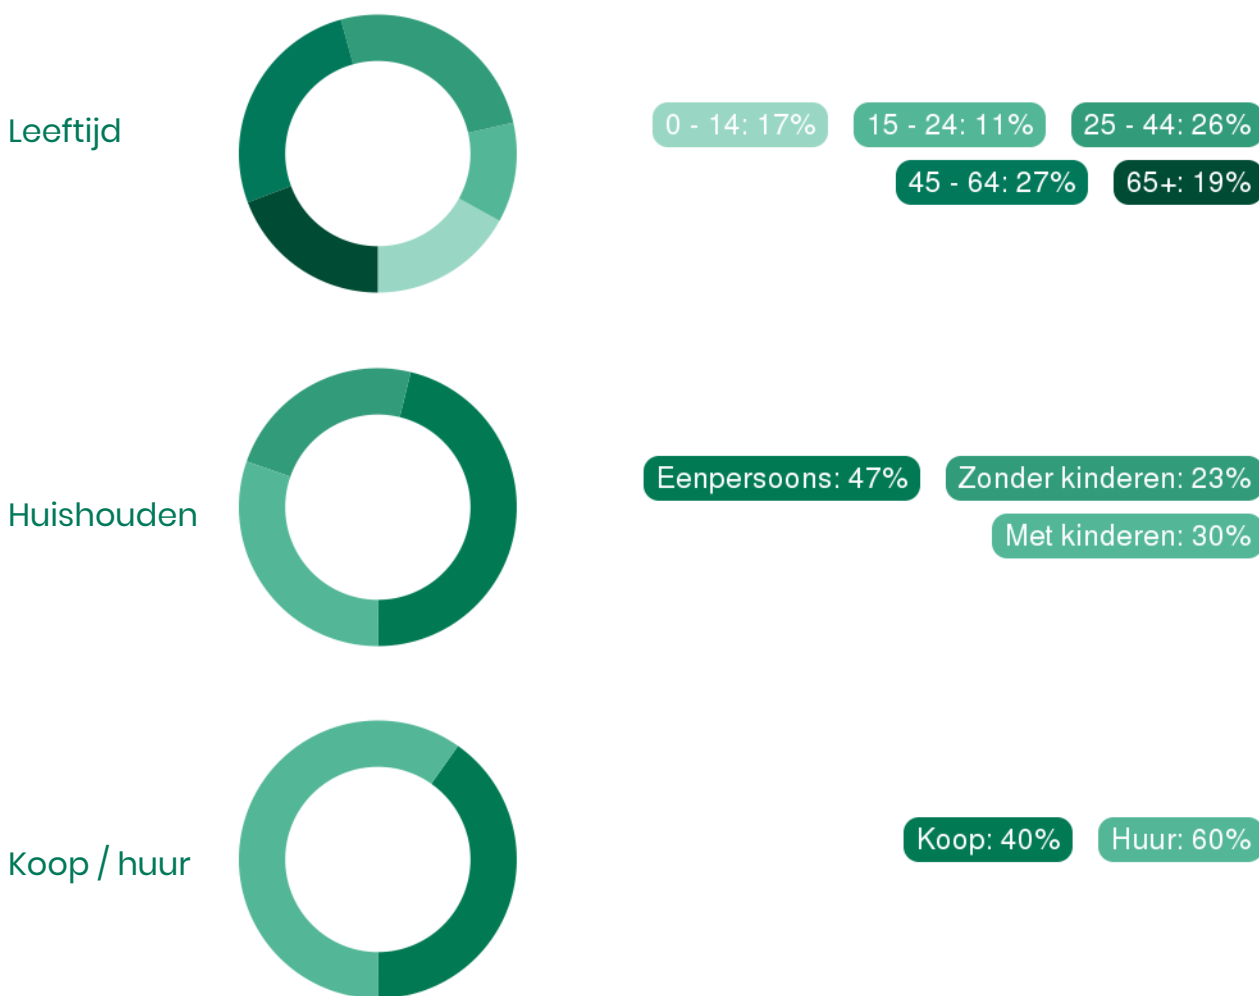 Leeftijd
0 - 14: 17% 15 - 24: 11% 25 - 44: 26%
45 - 64: 27% 65+: 19%
Huishouden
Eenpersoons: 47% Zonder kinderen: 23%
Met kinderen: 30%
Koop / huur
Koop: 40% Huur: 60%